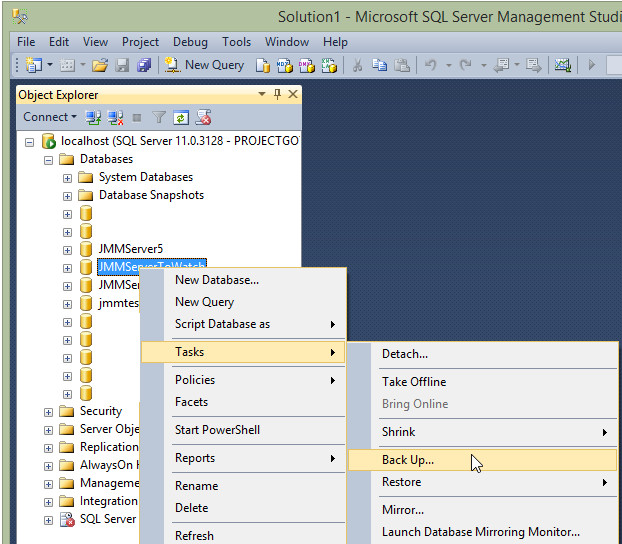 Solution1 - Microsoft SQL Server Management Studi
File Edit View Project Debug Tools Window Help
New Query
Object Explorer
Connect
localhost (SQL Server 11.0.3128 - PROJECTGO
Databases
System Databases
Database Snapshots
JMMServer5
JMMServerToWatch
JMMSer
jmmtes
Security
Server Obje
Replication
AlwaysOn H
Manageme
Integration
SQL Server
New Database...
New Query
Script Database as
Tasks
Policies
Facets
Start PowerShell
Reports
Rename
Delete
Refresh
Detach...
Take Offline
Bring Online
Shrink
Back Up...
Restore
Mirror...
Launch Database Mirroring Monitor...